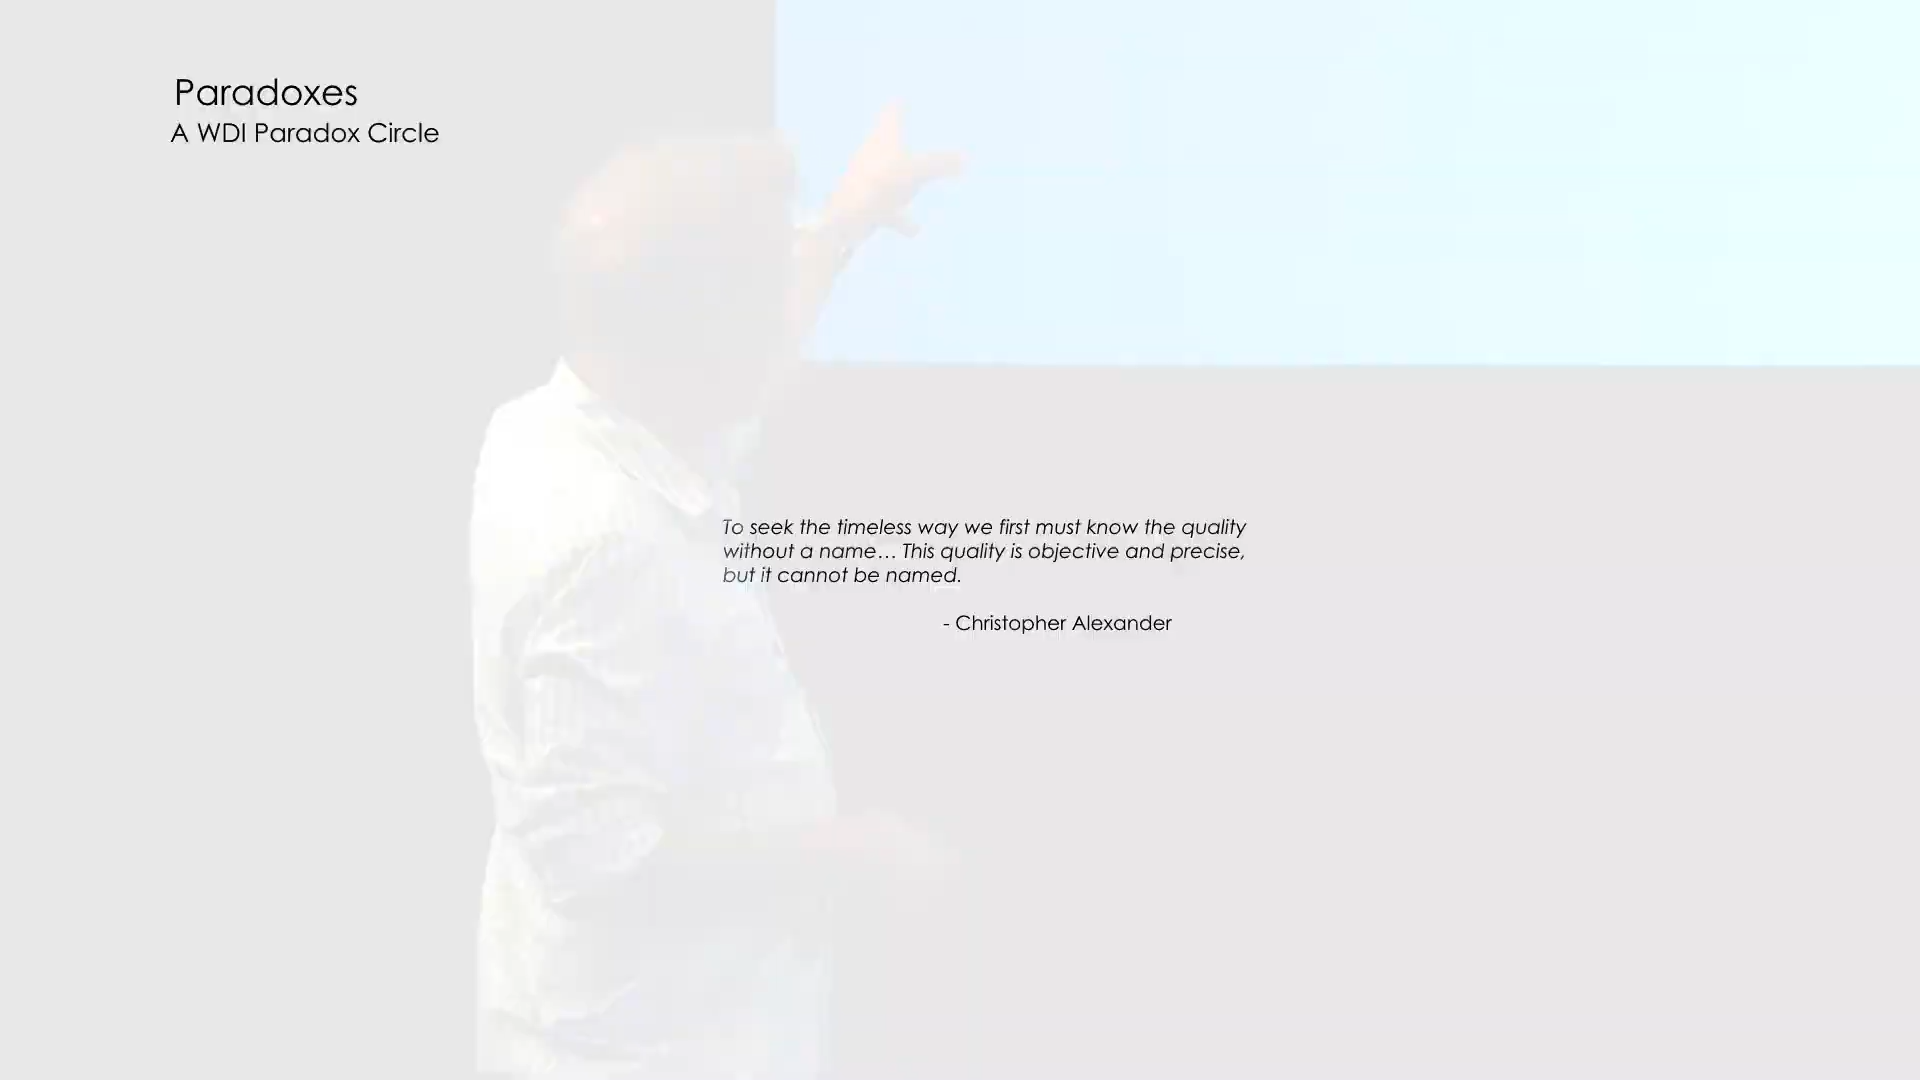 Paradoxes
A WDI Paradox Circle
To seek the timeless way we first must know the quality
without a name… This quality is objective and precise,
but it cannot be named.
- Christopher Alexander